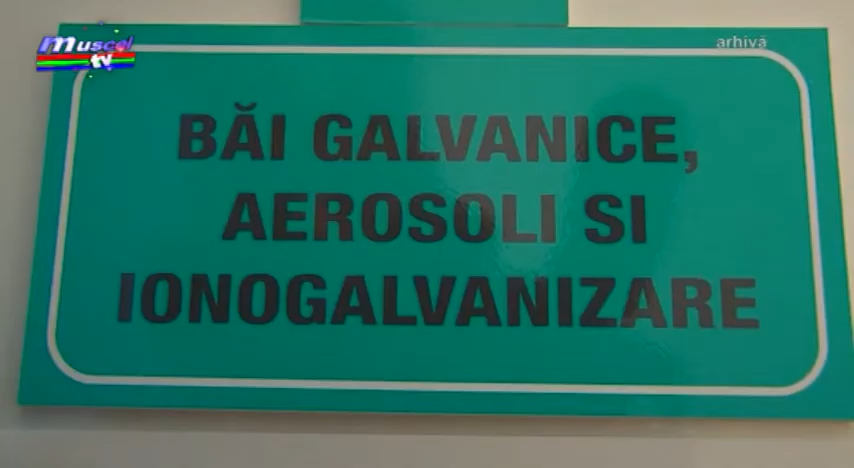 Muscel
tv
arhivă
BĂI GALVANICE,
AEROSOLI SI
IONOGALVANIZARE